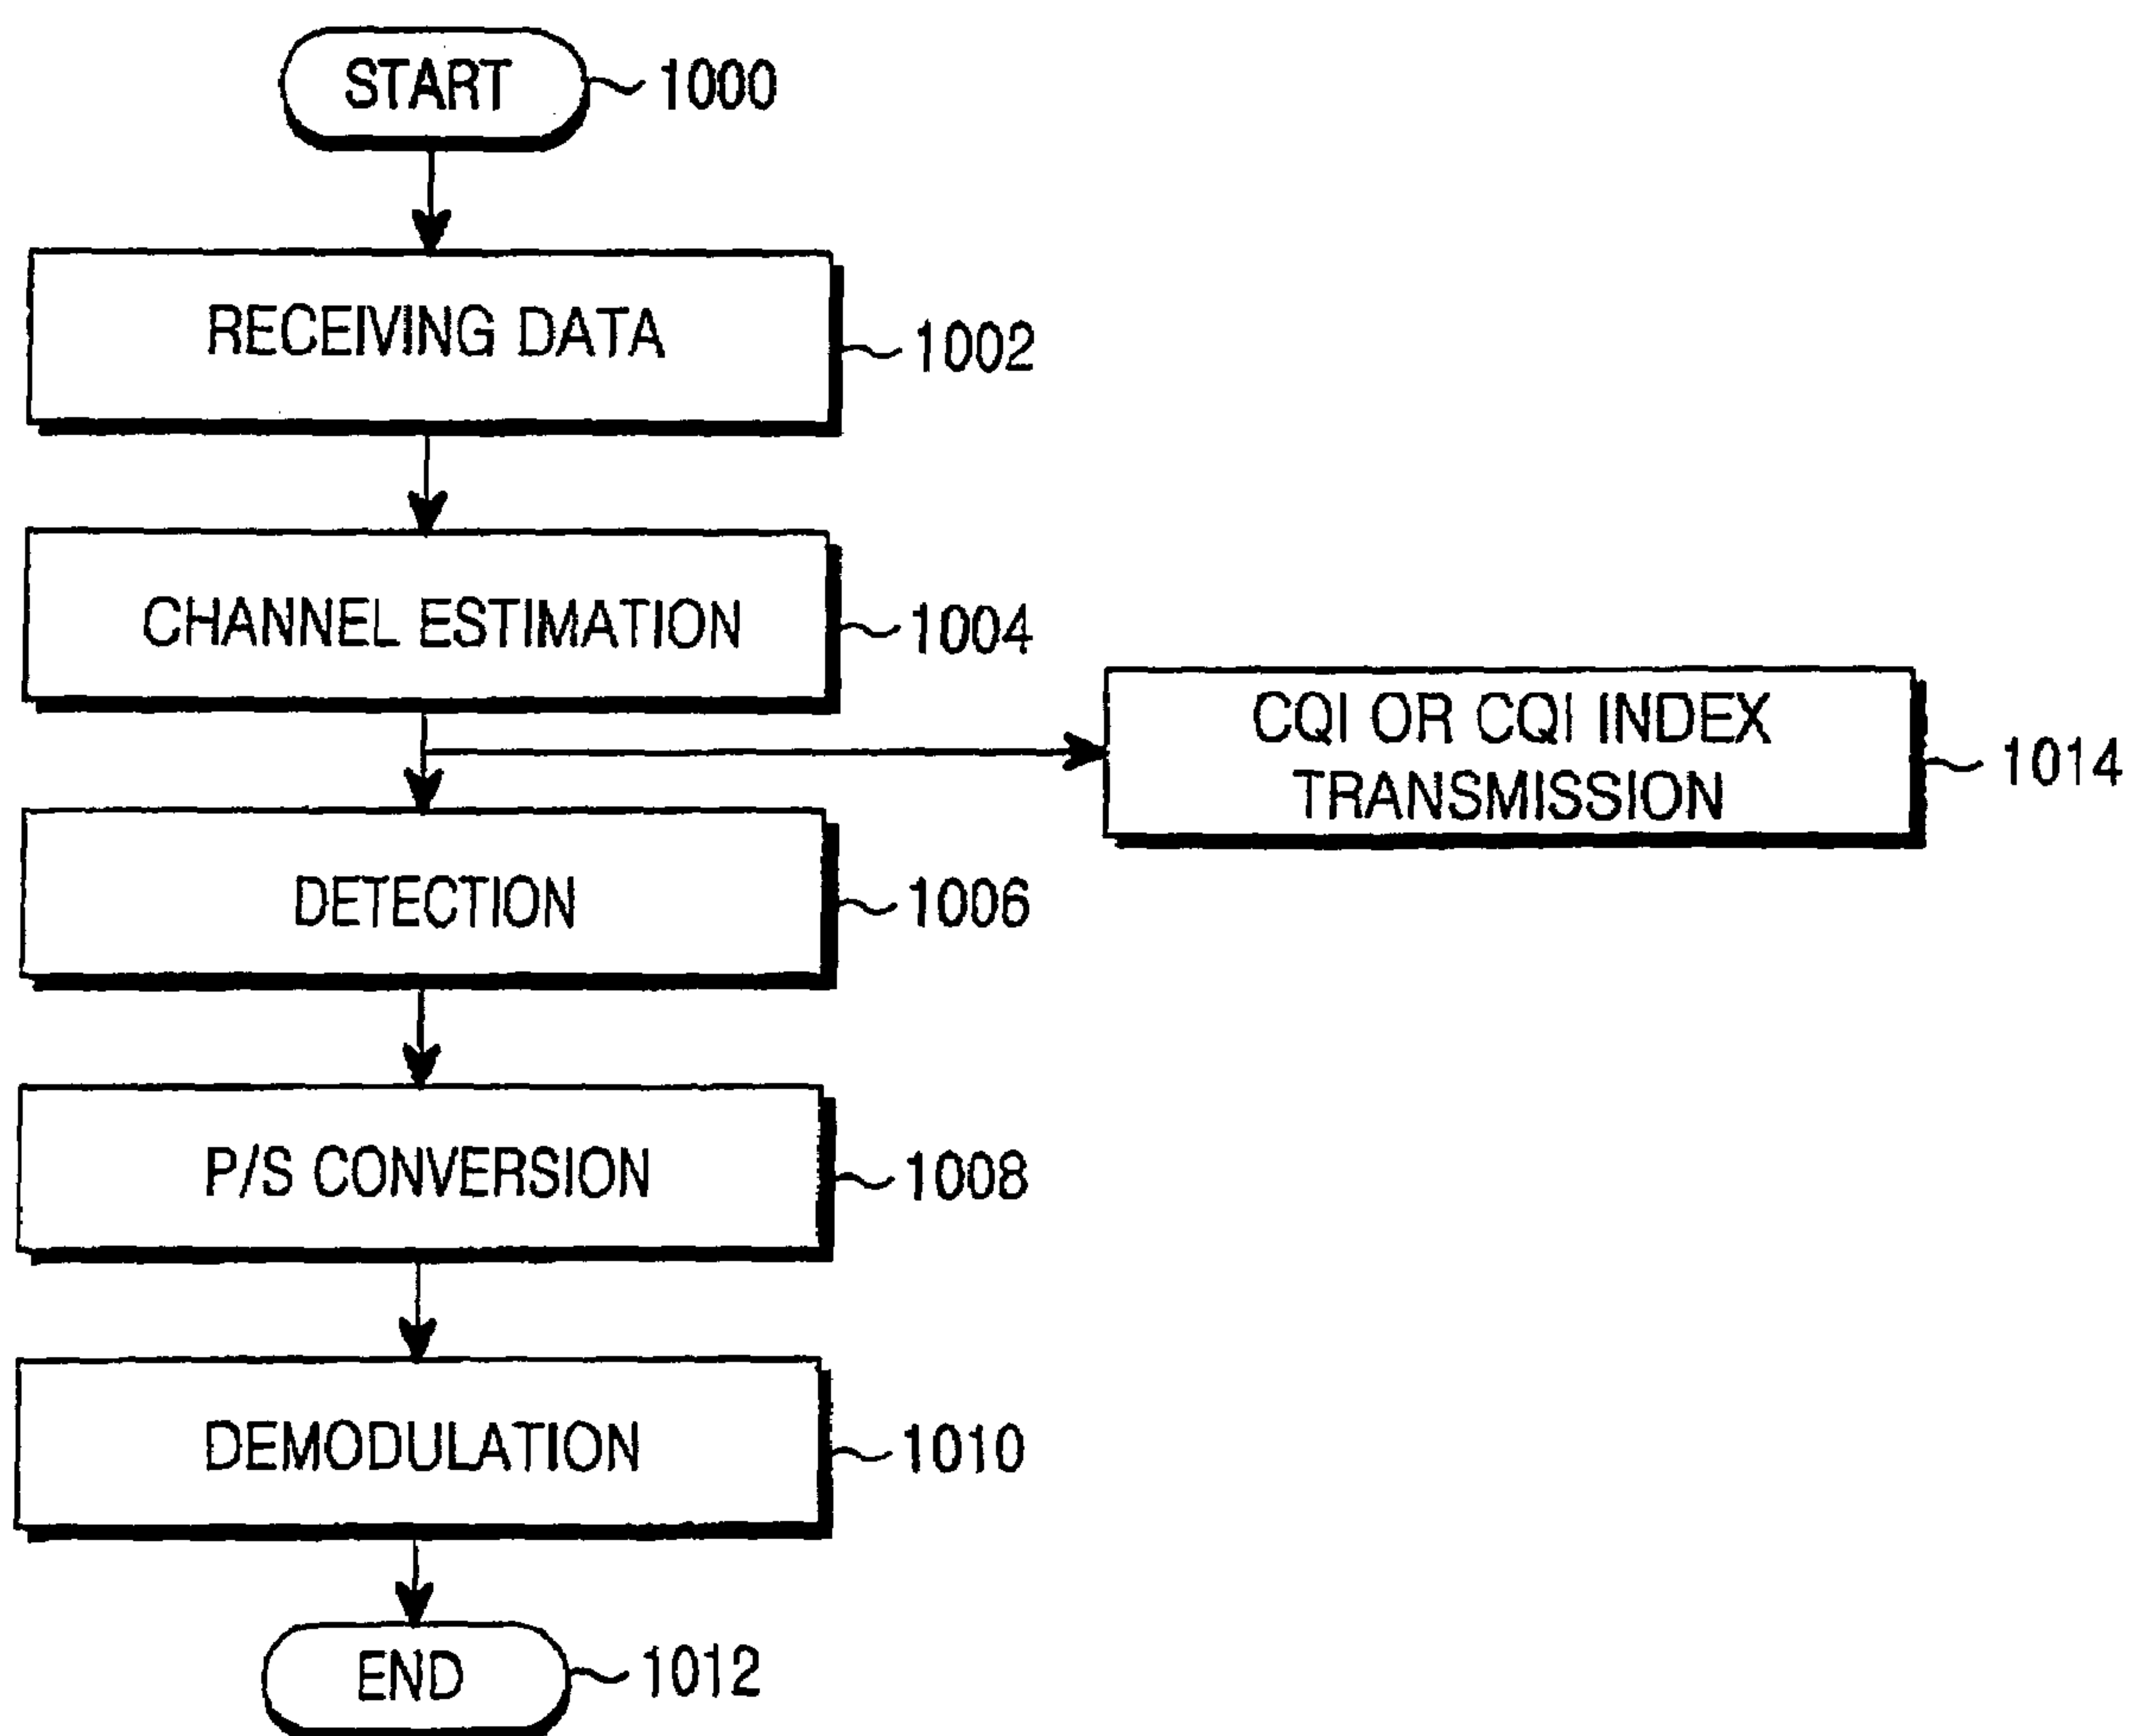 START
1000
RECEIVING DATA
1002
CHANNEL ESTIMATION
1004
CQI OR CQI INDEX
TRANSMISSION
1014
DETECTION
1006
P/S CONVERSION
1008
DEMODULATION
1010
END
1012